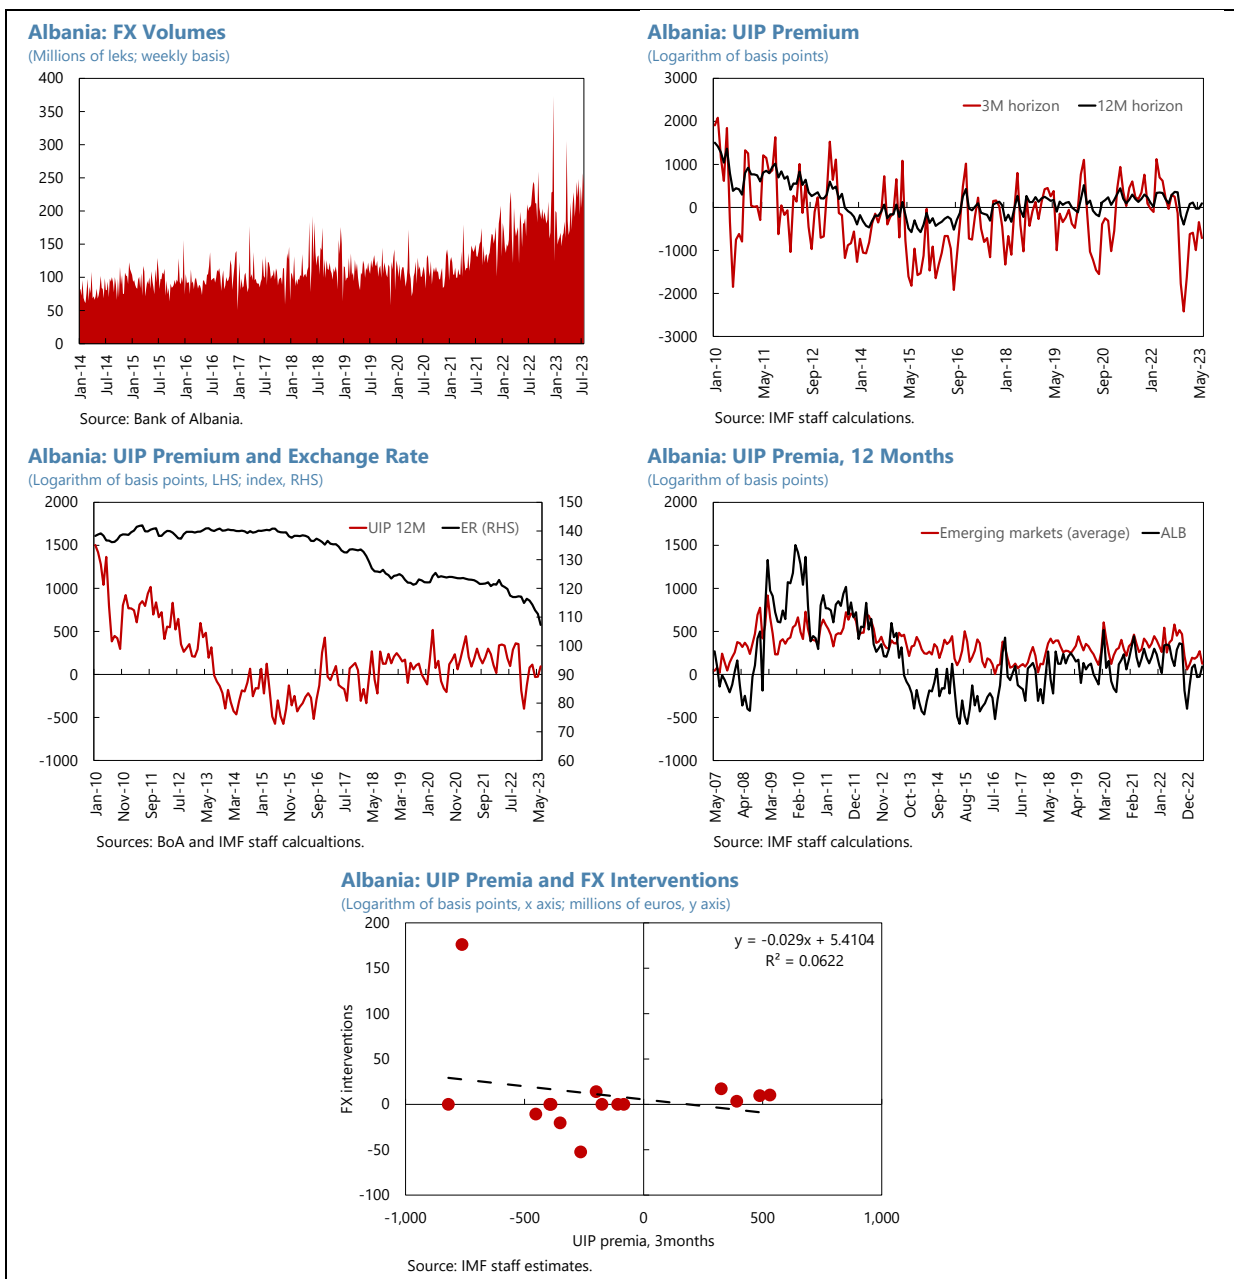 Albania: FX Volumes
(Millions of leks; weekly basis)
400
350
300
250
200
150
100
50
0
Jan-14
Jul-14
Jan-15
Jul-15
Jan-16
Jul-16
Jan-17
Jul-17
Jan-18
Jul-18
Jan-19
Jul-19
Jan-20
Jul-20
Jan-21
Jul-21
Jan-22
Jul-22
Jan-23
Jul-23
Source: Bank of Albania.
Albania: UIP Premium
(Logarithm of basis points)
3000
2000
1000
0
-1000
-2000
-3000
3M horizon
12M horizon
Jan-10
May-11
Sep-12
Jan-14
May-15
Sep-16
Jan-18
May-19
Sep-20
Jan-22
May-23
Source: IMF staff calculations.
Albania: UIP Premium and Exchange Rate
(Logarithm of basis points, LHS; index, RHS)
2000
1500
1000
500
0
-500
-1000
UIP 12M
ER (RHS)
150
140
130
120
110
100
90
80
70
60
Jan-10
Nov-10
Sep-11
Jul-12
May-13
Mar-14
Jan-15
Nov-15
Sep-16
Jul-17
May-18
Mar-19
Jan-20
Nov-20
Sep-21
Jul-22
May-23
Sources: BoA and IMF staff calcualtions.
Albania: UIP Premia, 12 Months
(Logarithm of basis points)
2000
1500
1000
500
0
-500
-1000
Emerging markets (average)
ALB
May-07
Apr-08
Mar-09
Feb-10
Jan-11
Dec-11
Nov-12
Oct-13
Sep-14
Aug-15
Jul-16
Jun-17
May-18
Apr-19
Mar-20
Feb-21
Jan-22
Dec-22
Source: IMF staff calculations.
Albania: UIP Premia and FX Interventions
(Logarithm of basis points, x axis; millions of euros, y axis)
200
150
100
50
0
-50
-100
FX interventions
y = -0.029x + 5.4104
R² = 0.0622
-1,000
-500
0
500
1,000
UIP premia, 3months
Source: IMF staff estimates.